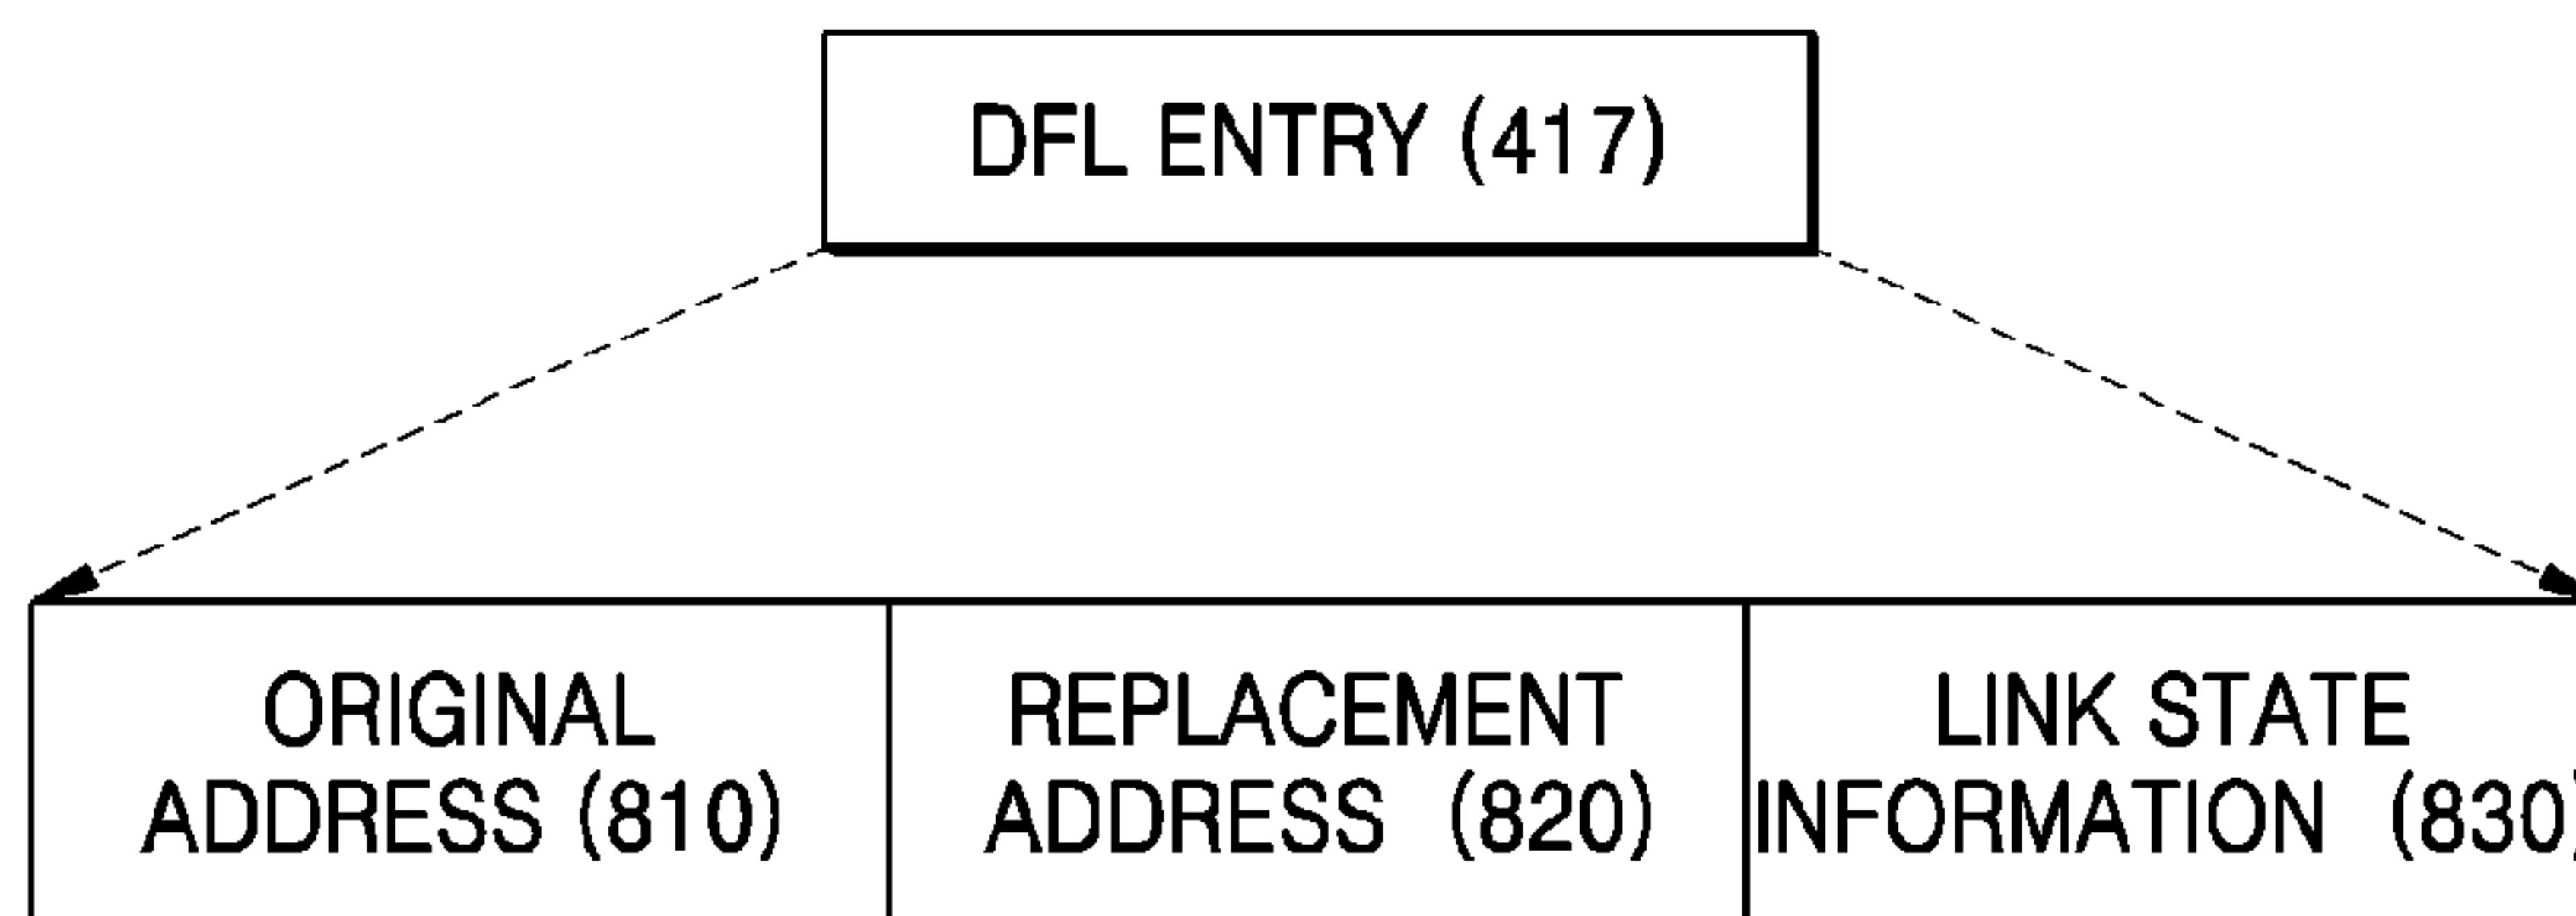 DFL ENTRY (417)
ORIGINAL
ADDRESS (810)
REPLACEMENT
ADDRESS (820)
LINK STATE
INFORMATION (830)